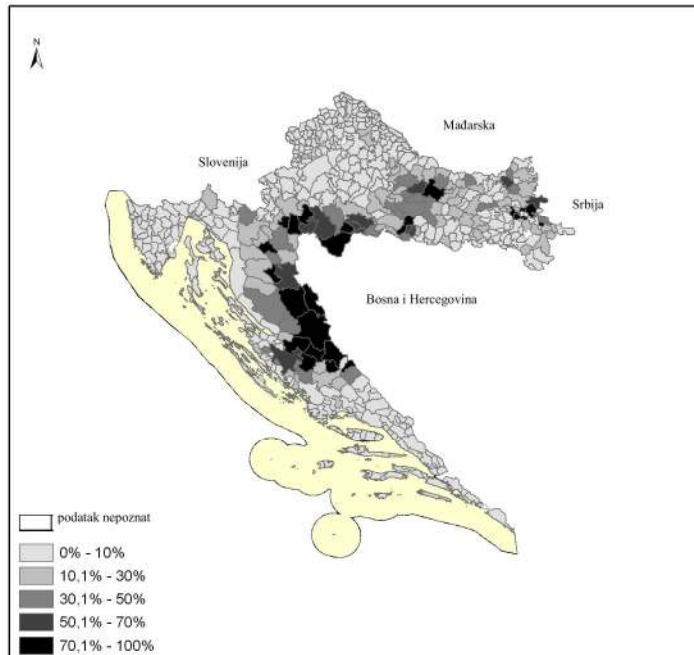 N
Mađarska
Slovenija
Srbija
Bosna i Hercegovina
podatak nepoznat
0% - 10%
10,1% - 30%
30,1% - 50%
50,1% - 70%
70,1% - 100%